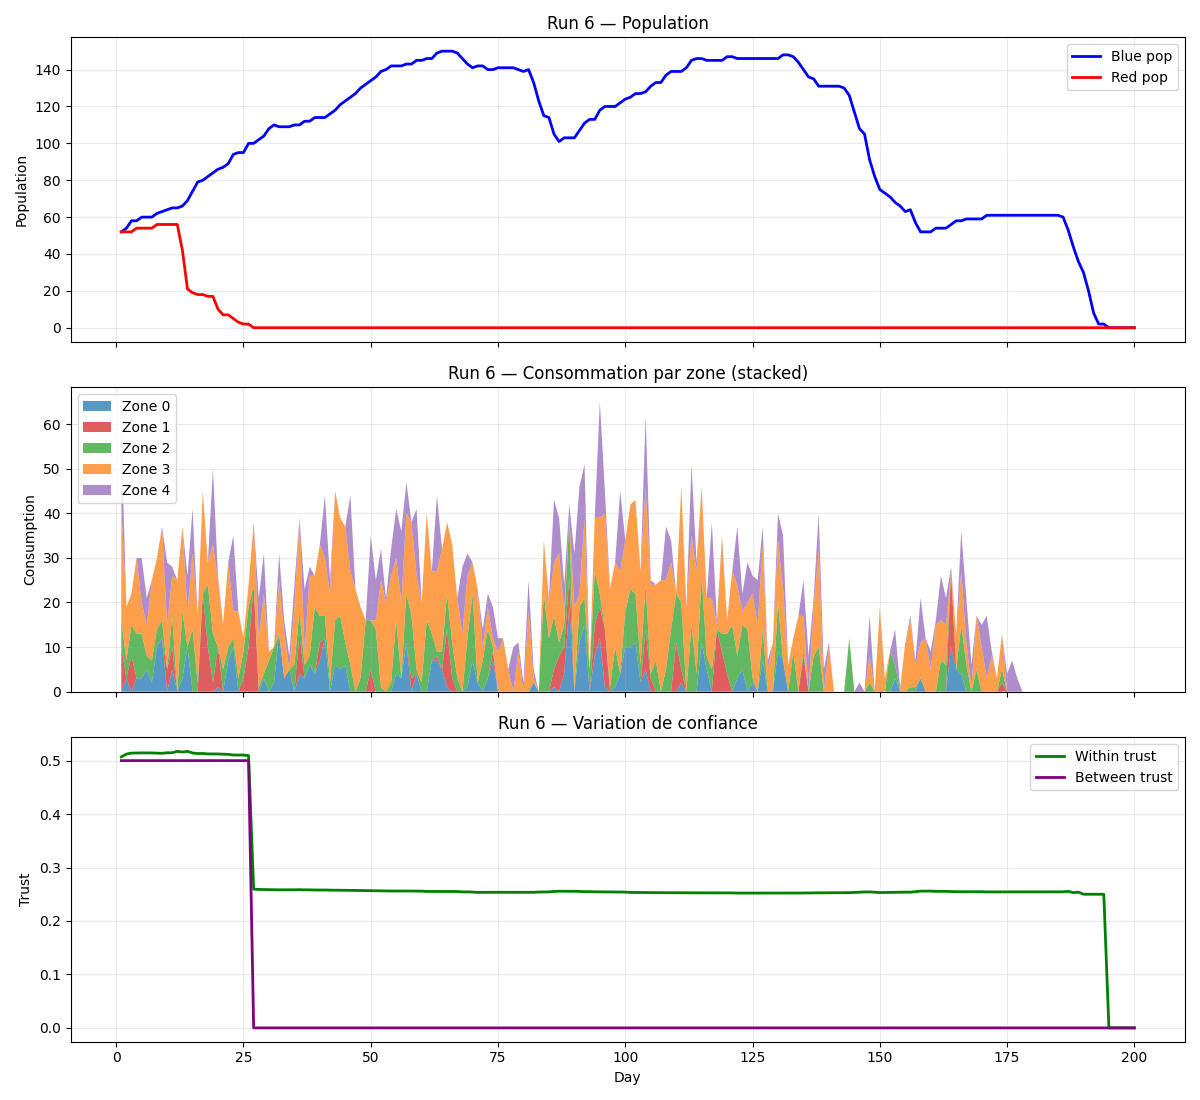 Run 6 — Population
Population
140
120
100
80
60
40
20
0
Blue pop
Red pop
Run 6 — Consommation par zone (stacked)
Consumption
60
50
40
30
20
10
0
Zone 0
Zone 1
Zone 2
Zone 3
Zone 4
Run 6 — Variation de confiance
Trust
0.5
0.4
0.3
0.2
0.1
0.0
Within trust
Between trust
0 25 50 75 100 125 150 175 200
Day